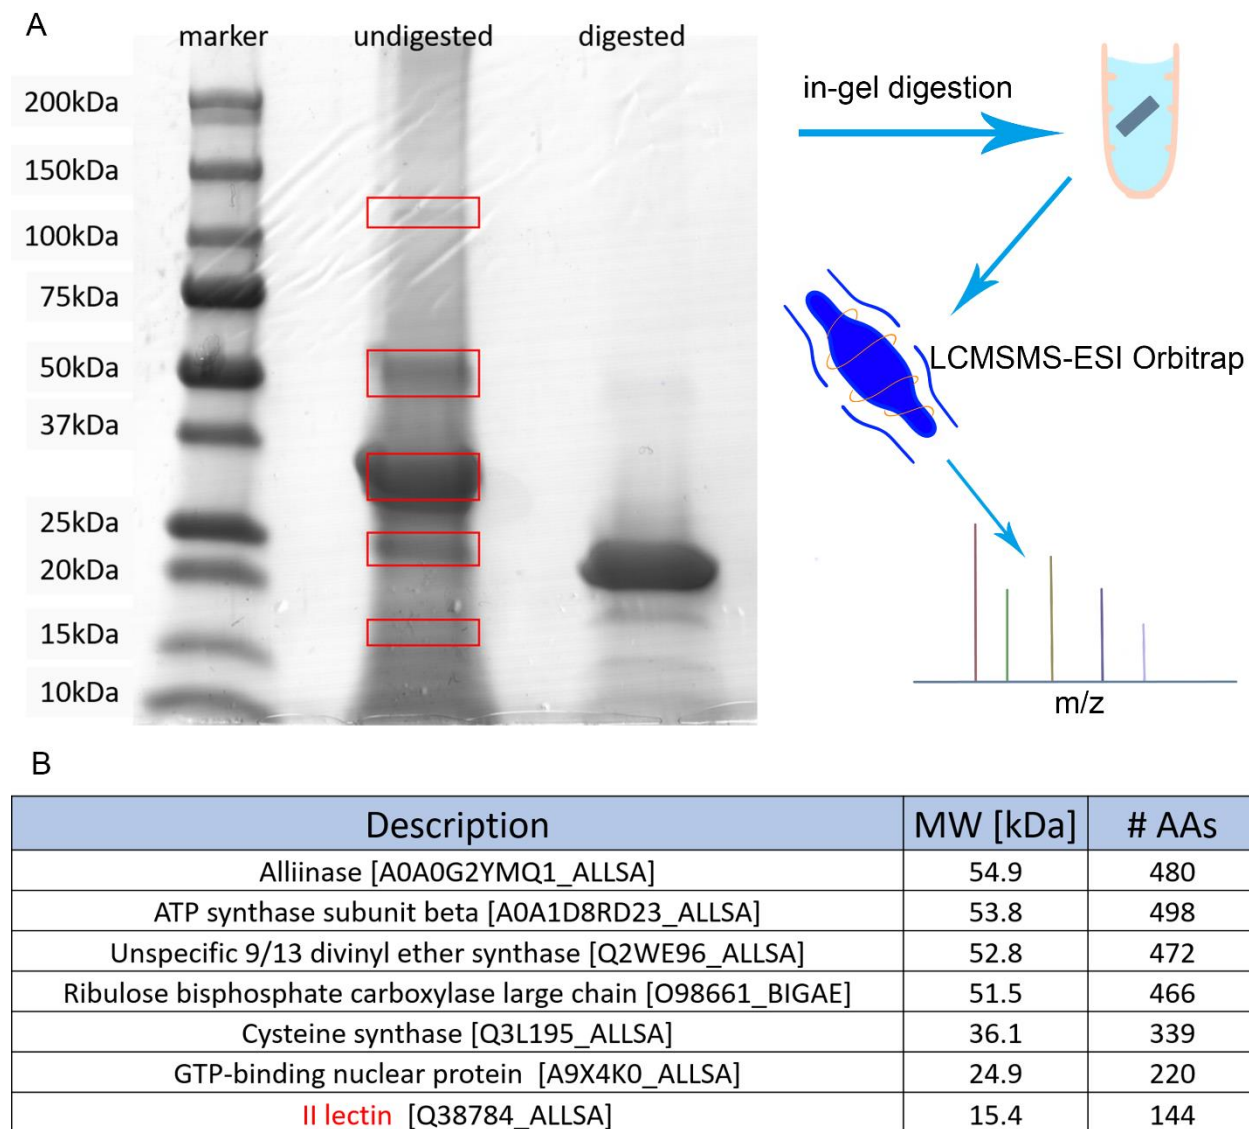 A
marker undigested digested
200kDa
150kDa
100kDa
75kDa
50kDa
37kDa
25kDa
20kDa
15kDa
10kDa
in-gel digestion
LCMSMS-ESI Orbitrap
m/z
B
Description MW [kDa] # AAs
Alliinase [A0A0G2YMQ1_ALLSA] 54.9 480
ATP synthase subunit beta [A0A1D8RD23_ALLSA] 53.8 498
Unspecific 9/13 divinyl ether synthase [Q2WE96_ALLSA] 52.8 472
Ribulose bisphosphate carboxylase large chain [O98661_BIGAE] 51.5 466
Cysteine synthase [Q3L195_ALLSA] 36.1 339
GTP-binding nuclear protein [A9X4K0_ALLSA] 24.9 220
II lectin [Q38784_ALLSA] 15.4 144